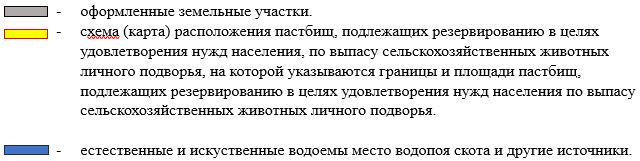 - оформленные земельные участки.
- схема (карта) расположения пастбищ, подлежащих резервированию в целях
удовлетворения нужд населения, по выпасу сельскохозяйственных животных
личного подворья, на которой указываются границы и площади пастбищ,
подлежащих резервированию в целях удовлетворения нужд населения по выпасу
сельскохозяйственных животных личного подворья.
- естественные и искуственные водоемы место водопоя скота и другие источники.